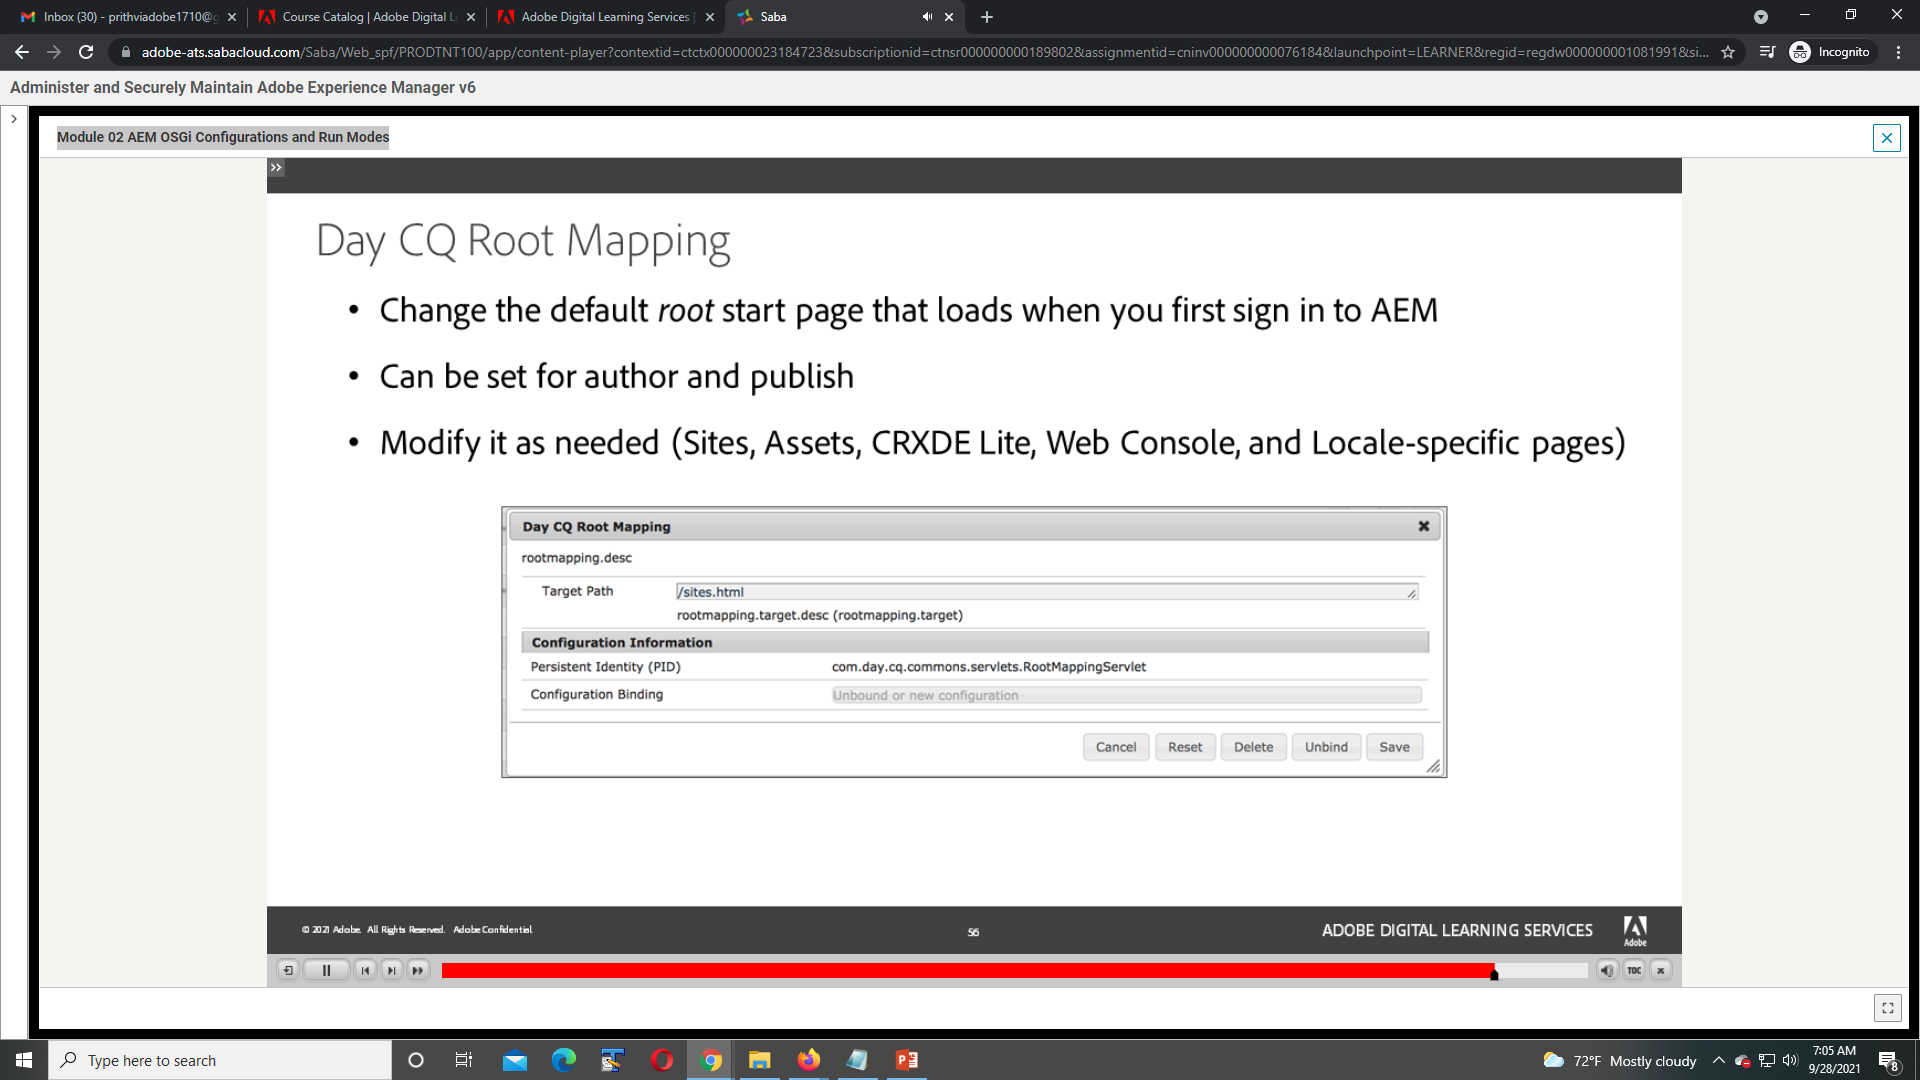 Inbox (30) - prithviadobe1710@g
Course Catalog | Adobe Digital L
Adobe Digital Learning Services |
Saba
adobe-ats.sabacloud.com/Saba/Web_spf/PRODTNT100/app/content-player?contextid=ctctx000000023184723&subscriptionid=ctnsr0000000000189802&assignmentid=cninv000000000076184&launchpoint=LEARNER&regid=regdw000000001081991&si...
Incognito
Administer and Securely Maintain Adobe Experience Manager v6
Module 02 AEM OSGi Configurations and Run Modes
Day CQ Root Mapping
• Change the default root start page that loads when you first sign in to AEM
• Can be set for author and publish
• Modify it as needed (Sites, Assets, CRXDE Lite, Web Console, and Locale-specific pages)
Day CQ Root Mapping
rootmapping.desc
Target Path
/sites.html
rootmapping.target.desc (rootmapping.target)
Configuration Information
Persistent Identity (PID)
com.day.cq.commons.servlets.RootMappingServlet
Configuration Binding
Unbound or new configuration
Cancel
Reset
Delete
Unbind
Save
© 2021 Adobe. All Rights Reserved. Adobe Confidential
56
ADOBE DIGITAL LEARNING SERVICES
Adobe
TOC
Type here to search
72°F Mostly cloudy
7:05 AM
9/28/2021
8